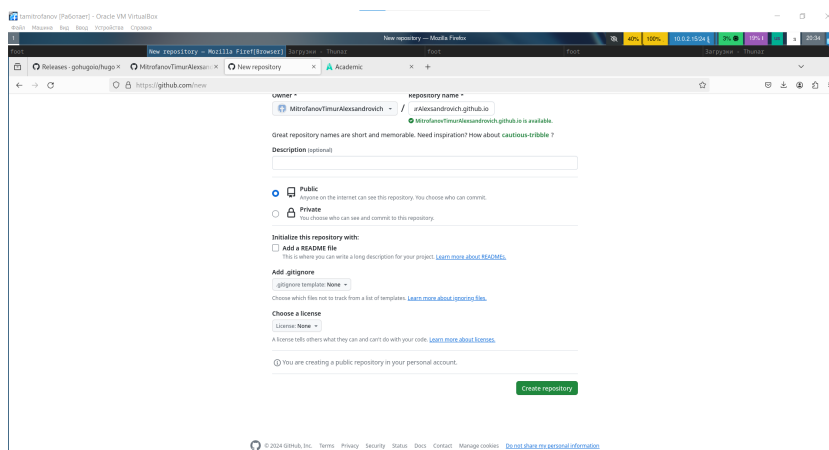 tamitrofanov [Работает] - Oracle VM VirtualBox
Файл Машина Вид Ввод Устройства Справка
1 New repository — Mozilla Firefox 40% 100% 10.0.2.15/24 3% 19% 20:34
foot New repository — Mozilla Firef[Browser] Загрузки - Thunar foot foot Загрузки - Thunar
Releases - gohugoio/hugo × MitrofanovTimurAlexsan × New repository × Academic × +
https://github.com/new
Owner * Repository name *
MitrofanovTimurAlexsandrovich / rAlexsandrovich.github.io
MitrofanovTimurAlexsandrovich.github.io is available.
Great repository names are short and memorable. Need inspiration? How about cautious-tribble ?
Description (optional)
Public
Anyone on the internet can see this repository. You choose who can commit.
Private
You choose who can see and commit to this repository.
Initialize this repository with:
Add a README file
This is where you can write a long description for your project. Learn more about READMEs.
Add .gitignore
.gitignore template: None
Choose which files not to track from a list of templates. Learn more about ignoring files.
Choose a license
License: None
A license tells others what they can and can't do with your code. Learn more about licenses.
You are creating a public repository in your personal account.
Create repository
© 2024 GitHub, Inc. Terms Privacy Security Status Docs Contact Manage cookies Do not share my personal information